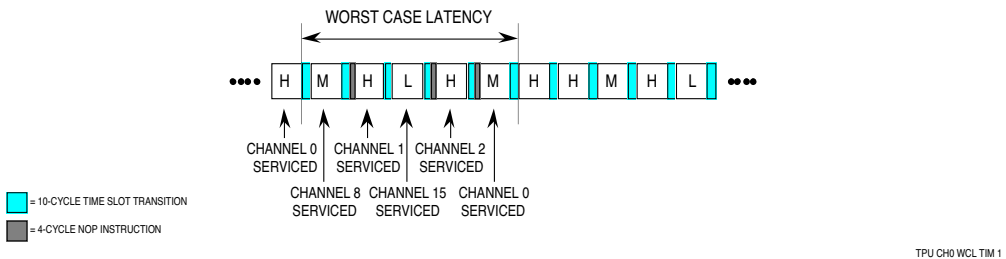 WORST CASE LATENCY
H M H L H M H H M H L
CHANNEL 0
SERVICED
CHANNEL 1
SERVICED
CHANNEL 2
SERVICED
CHANNEL 8
SERVICED
CHANNEL 15
SERVICED
CHANNEL 0
SERVICED
= 10-CYCLE TIME SLOT TRANSITION
= 4-CYCLE NOP INSTRUCTION
TPU CH0 WCL TIM 1